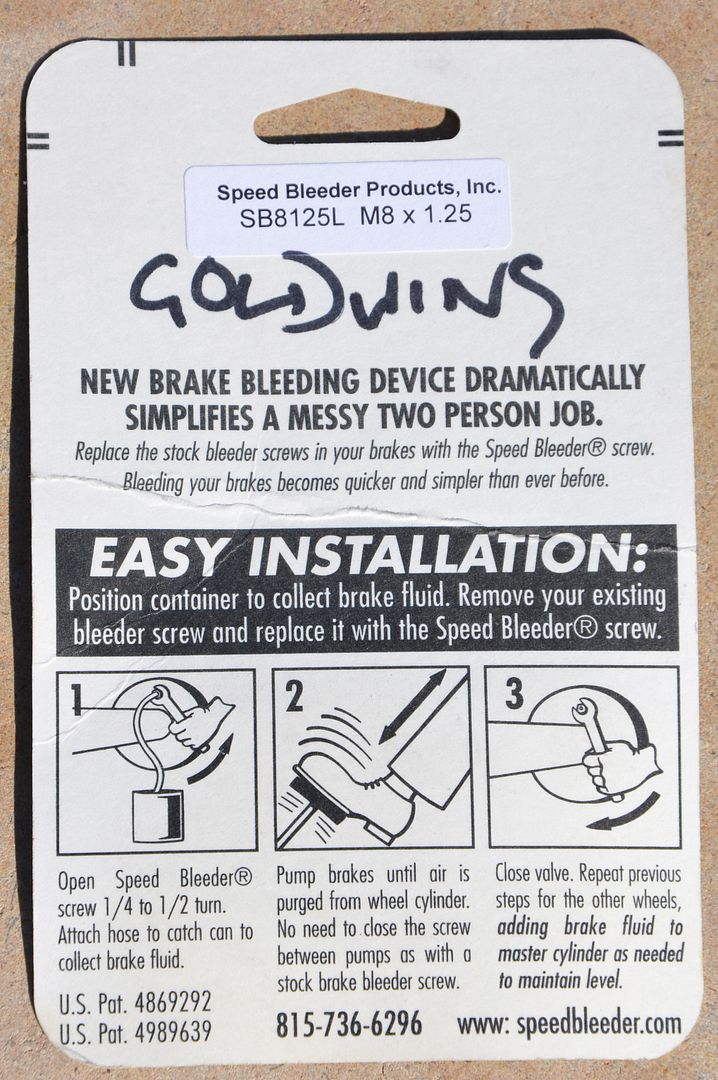 Speed Bleeder Products, Inc.
SB8125L M8 x 1.25
GOLDWING
NEW BRAKE BLEEDING DEVICE DRAMATICALLY
SIMPLIFIES A MESSY TWO PERSON JOB.
Replace the stock bleeder screws in your brakes with the Speed Bleeder® screw.
Bleeding your brakes becomes quicker and simpler than ever before.
EASY INSTALLATION:
Position container to collect brake fluid. Remove your existing
bleeder screw and replace it with the Speed Bleeder® screw.
1
Open Speed Bleeder®
screw 1/4 to 1/2 turn.
Attach hose to catch can to
collect brake fluid.
2
Pump brakes until air is
purged from wheel cylinder.
No need to close the screw
between pumps as with a
stock brake bleeder screw.
3
Close valve. Repeat previous
steps for the other wheels,
adding brake fluid to
master cylinder as needed
to maintain level.
U.S. Pat. 4869292
U.S. Pat. 4989639
815-736-6296 www: speedbleeder.com